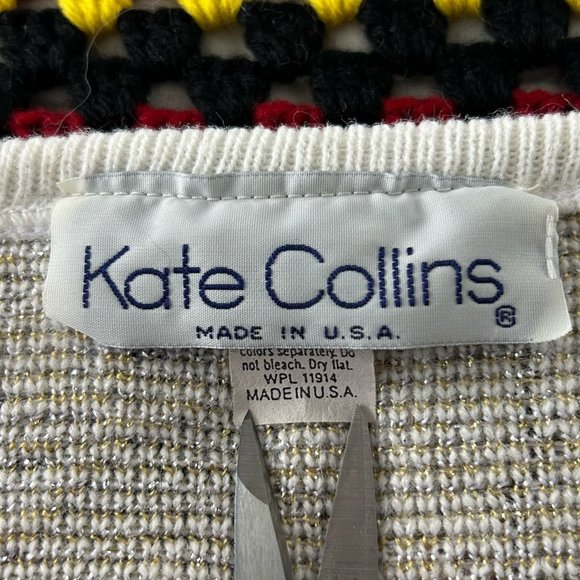 Kate Collins®
MADE IN U.S.A.
colors separately. Do
not bleach. Dry flat.
WPL 11914
MADE IN U.S.A.